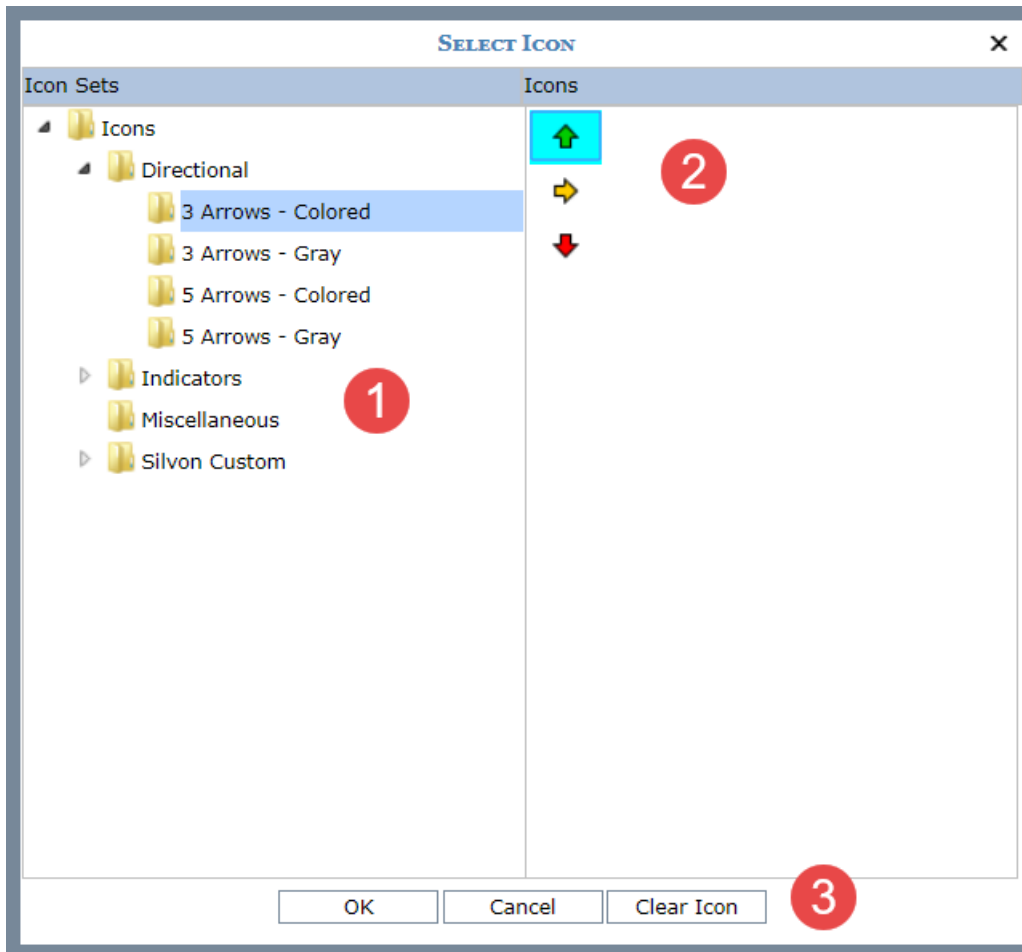 Select Icon
Icon Sets
Icons
Icons
Directional
3 Arrows - Colored
3 Arrows - Gray
5 Arrows - Colored
5 Arrows - Gray
Indicators
Miscellaneous
Silvon Custom
1
2
OK
Cancel
Clear Icon
3